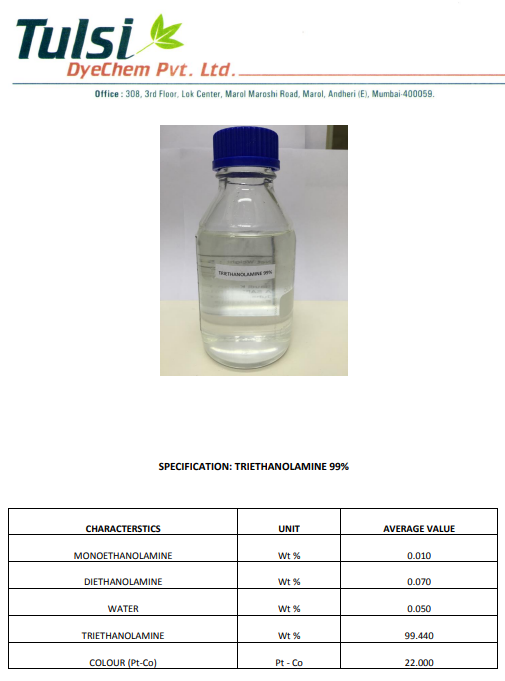 Tulsi
DyeChem Pvt. Ltd.
Office : 308, 3rd Floor, Lok Center, Marol Maroshi Road, Marol, Andheri (E), Mumbai-400059.
TRIETHANOLAMINE 99%
SPECIFICATION: TRIETHANOLAMINE 99%
CHARACTERSTICS UNIT AVERAGE VALUE
MONOETHANOLAMINE Wt % 0.010
DIETHANOLAMINE Wt % 0.070
WATER Wt % 0.050
TRIETHANOLAMINE Wt % 99.440
COLOUR (Pt-Co) Pt - Co 22.000